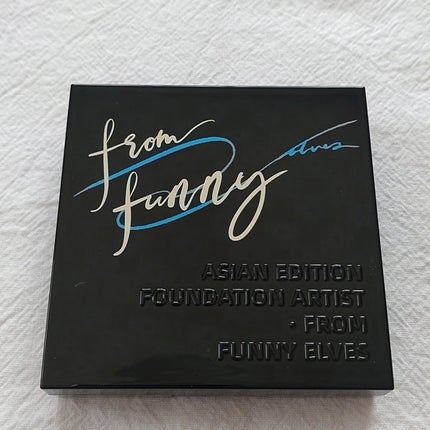 from
funny
elves
ASIAN EDITION
FOUNDATION ARTIST
· FROM
FUNNY ELVES